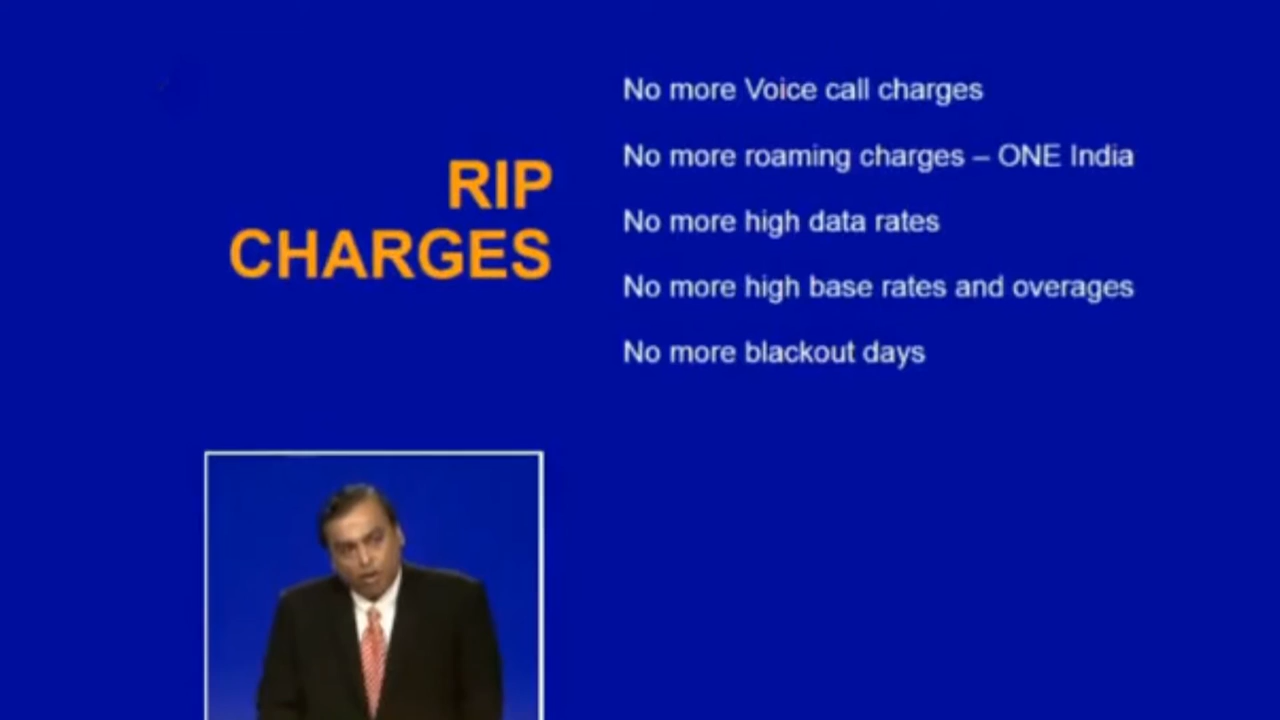 RIP
CHARGES
No more Voice call charges
No more roaming charges – ONE India
No more high data rates
No more high base rates and overages
No more blackout days